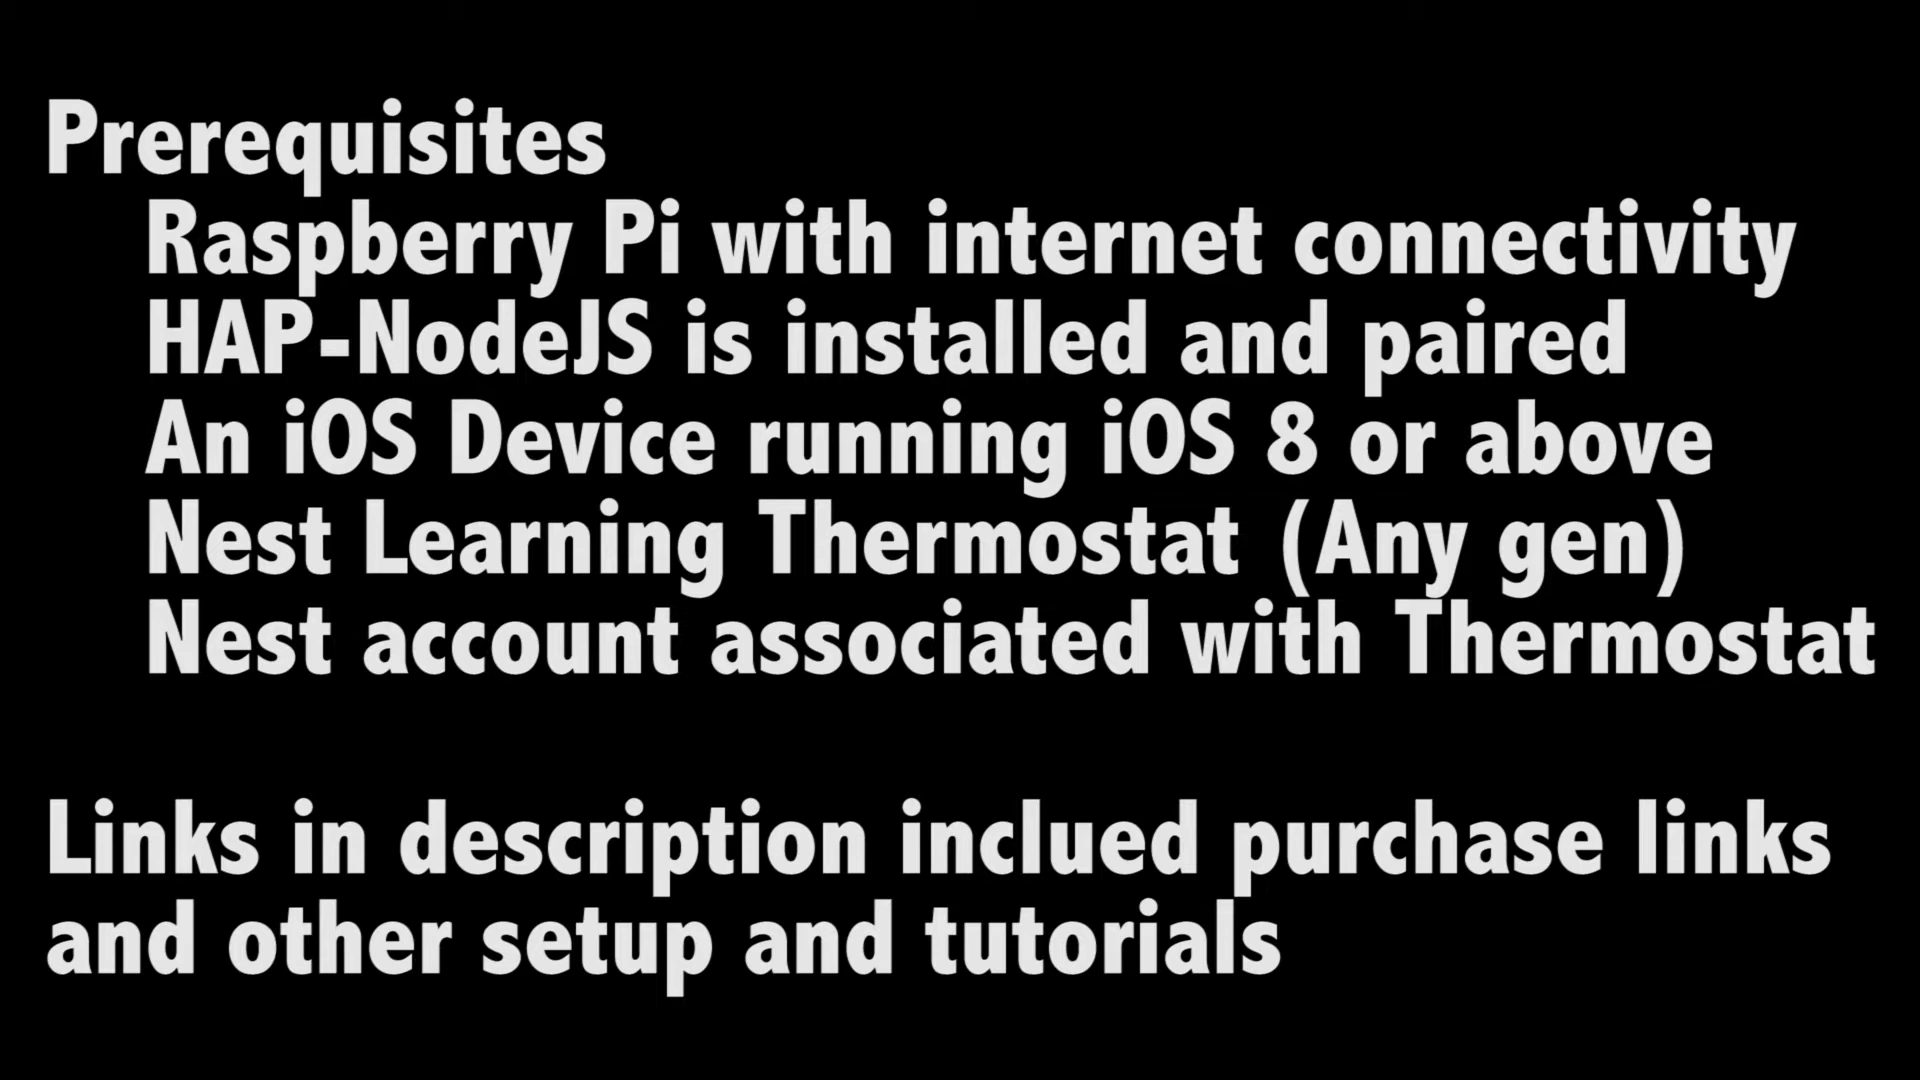 Prerequisites
Raspberry Pi with internet connectivity
HAP-NodeJS is installed and paired
An iOS Device running iOS 8 or above
Nest Learning Thermostat (Any gen)
Nest account associated with Thermostat
Links in description inclued purchase links
and other setup and tutorials